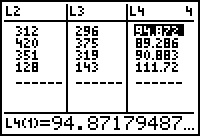 L2 L3 L4 4
312 296 94.872
420 375 89.286
351 319 90.883
128 143 111.72
------ ------ ------
L4(1)=94.87179487...